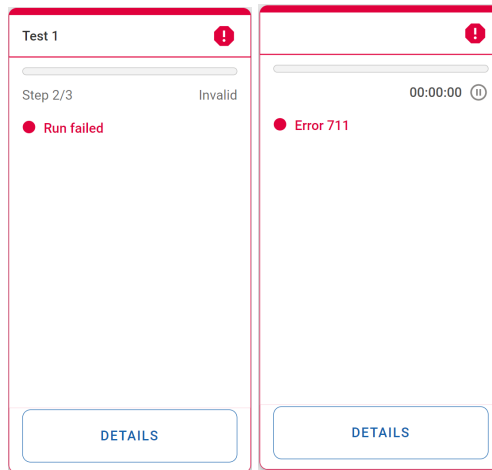 Test 1
Step 2/3 Invalid
Run failed
DETAILS
00:00:00
Error 711
DETAILS